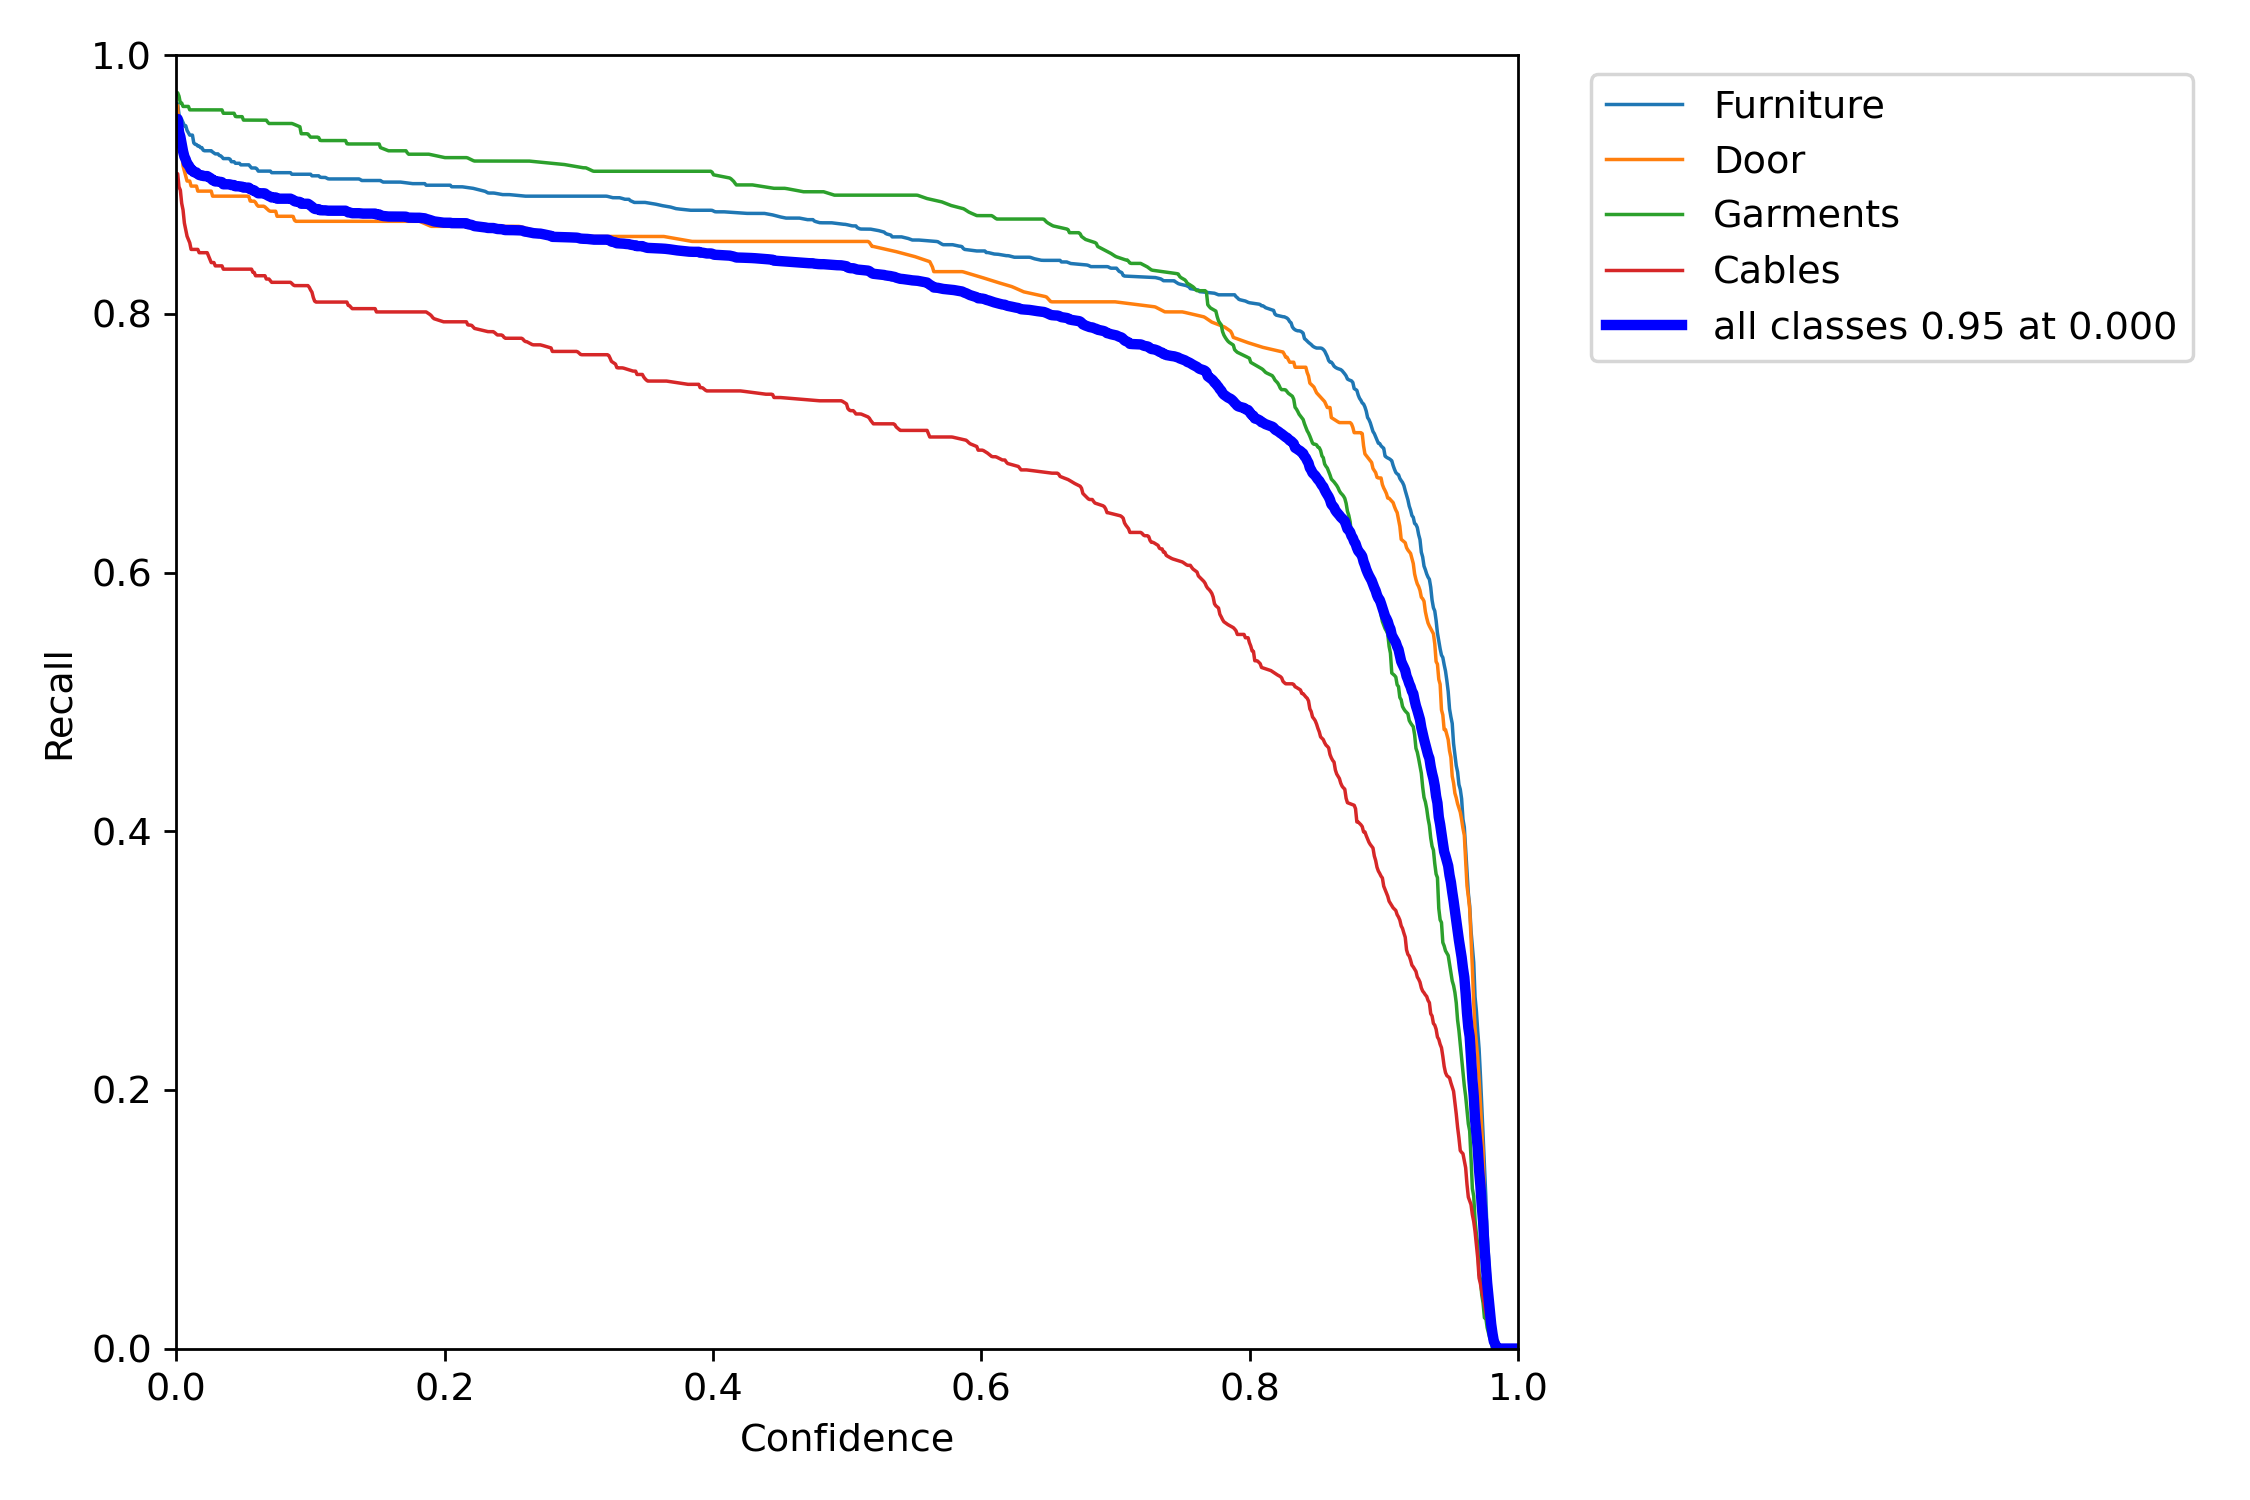 1.0
0.8
0.6
0.4
0.2
0.0
Recall
0.0 0.2 0.4 0.6 0.8 1.0
Confidence
Furniture
Door
Garments
Cables
all classes 0.95 at 0.000